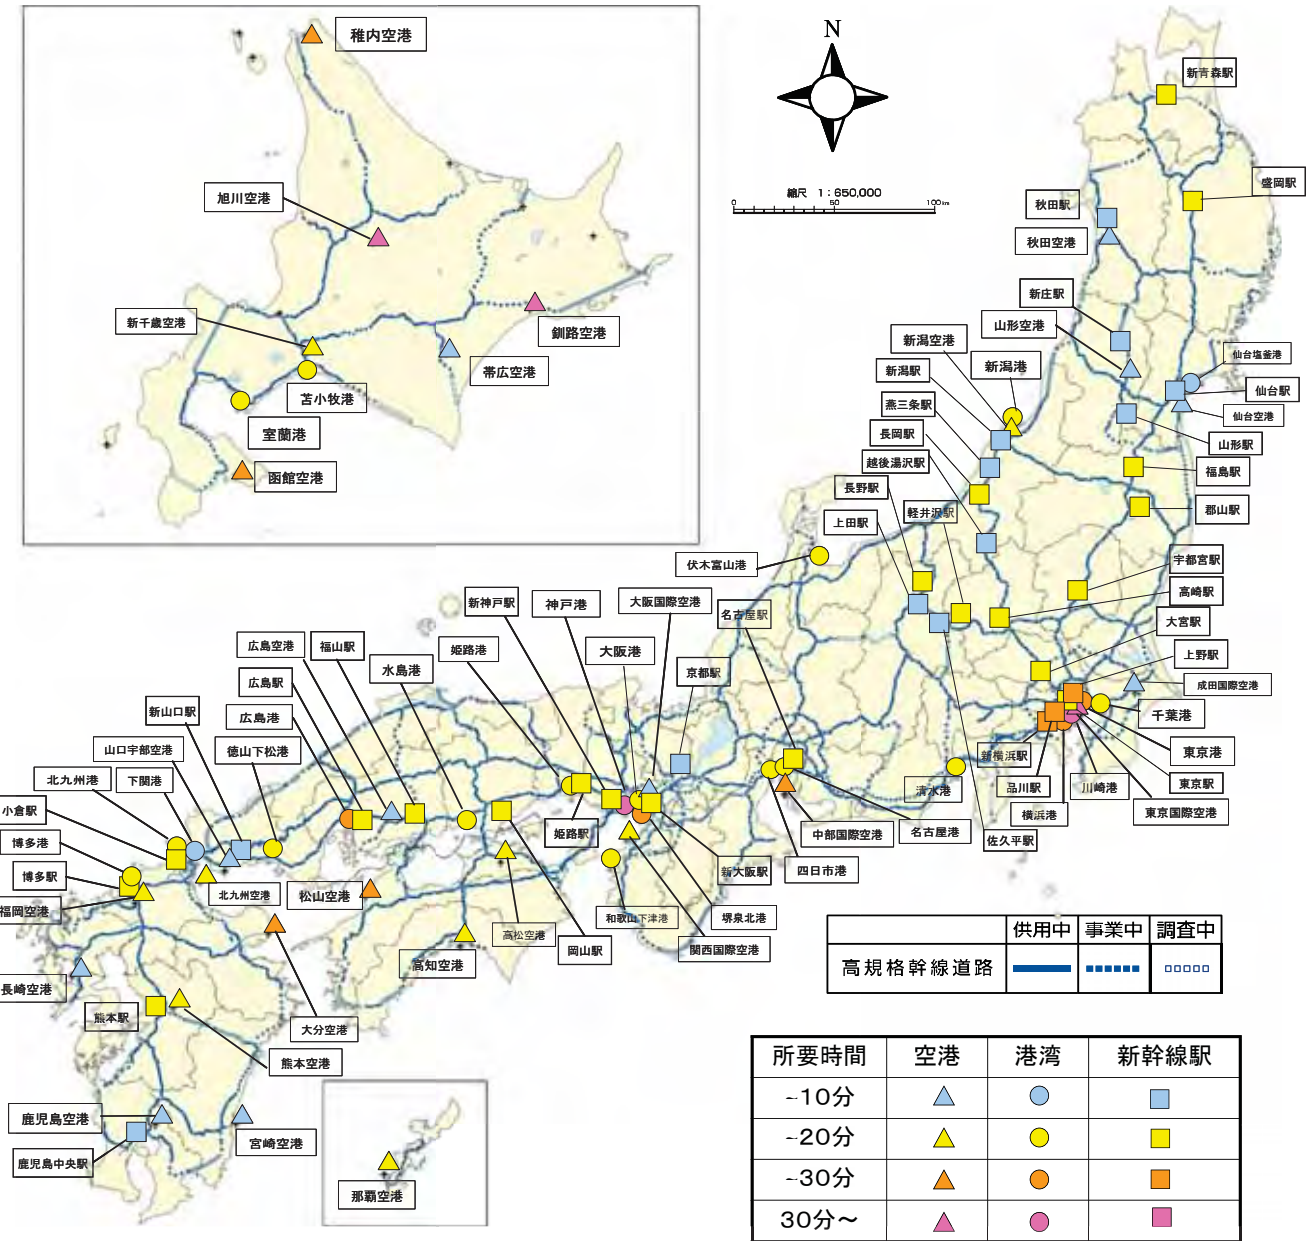 稚内空港
旭川空港
新千歳空港
釧路空港
帯広空港
苫小牧港
室蘭港
函館空港
N
縮尺 1:650,000
0 50 100km
新青森駅
盛岡駅
秋田駅
秋田空港
新庄駅
山形空港
新潟空港
新潟港
新潟駅
燕三条駅
長岡駅
越後湯沢駅
長野駅
軽井沢駅
上田駅
仙台塩釜港
仙台駅
仙台空港
山形駅
福島駅
郡山駅
宇都宮駅
高崎駅
大宮駅
上野駅
成田国際空港
千葉港
東京港
東京駅
東京国際空港
川崎港
横浜港
品川駅
新横浜駅
佐久平駅
清水港
名古屋港
中部国際空港
四日市港
伏木富山港
名古屋駅
大阪国際空港
神戸港
新神戸駅
大阪港
京都駅
姫路港
水島港
福山駅
広島空港
広島駅
広島港
新山口駅
徳山下松港
山口宇部空港
下関港
北九州港
小倉駅
博多港
博多駅
福岡空港
北九州空港
松山空港
姫路駅
新大阪駅
堺泉北港
関西国際空港
和歌山下津港
高松空港
岡山駅
高知空港
長崎空港
熊本駅
大分空港
熊本空港
鹿児島空港
宮崎空港
鹿児島中央駅
那覇空港
供用中 事業中 調査中
高規格幹線道路
所要時間 空港 港湾 新幹線駅
~10分
~20分
~30分
30分~